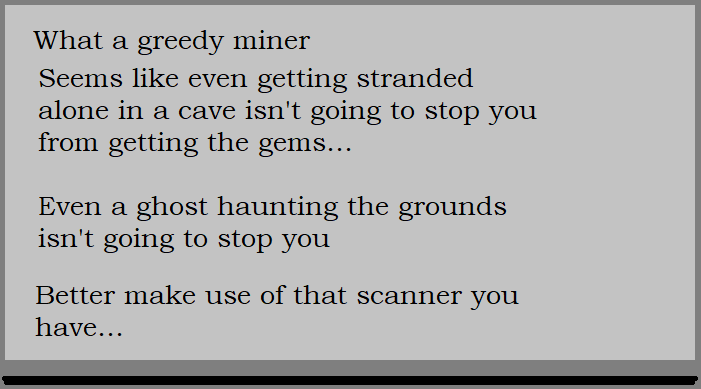 What a greedy miner
Seems like even getting stranded
alone in a cave isn't going to stop you
from getting the gems...
Even a ghost haunting the grounds
isn't going to stop you
Better make use of that scanner you
have...